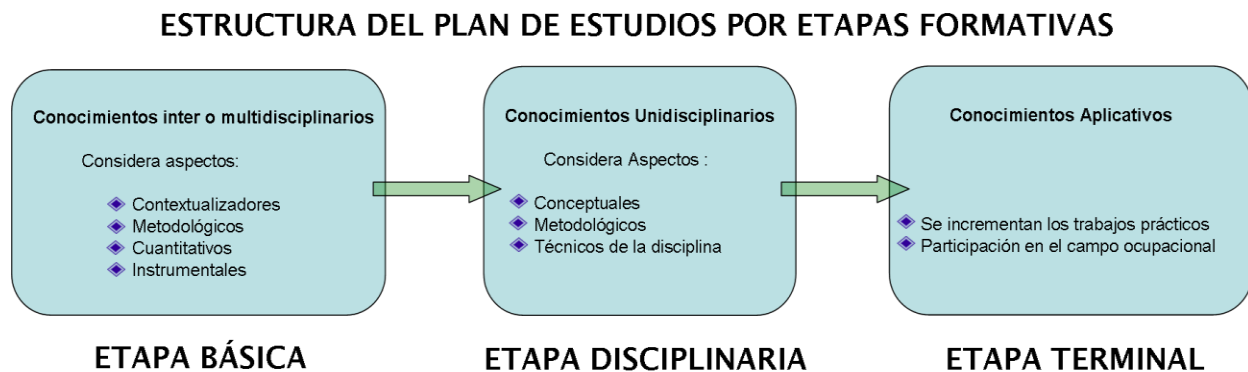 ESTRUCTURA DEL PLAN DE ESTUDIOS POR ETAPAS FORMATIVAS
Conocimientos inter o multidisciplinarios
Considera aspectos:
Contextualizadores
Metodológicos
Cuantitativos
Instrumentales
ETAPA BÁSICA
Conocimientos Unidisciplinarios
Considera Aspectos :
Conceptuales
Metodológicos
Técnicos de la disciplina
ETAPA DISCIPLINARIA
Conocimientos Aplicativos
Se incrementan los trabajos prácticos
Participación en el campo ocupacional
ETAPA TERMINAL